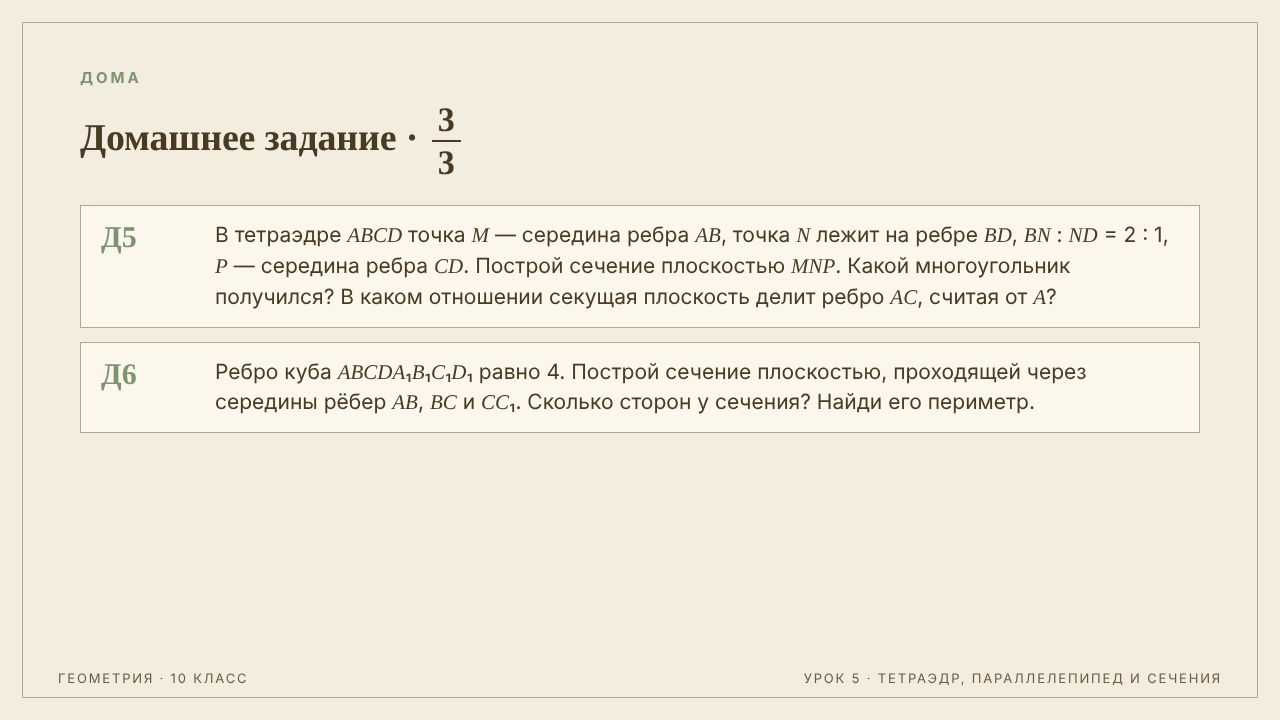 ДОМА
Домашнее задание · 3/3
Д5
В тетраэдре ABCD точка M — середина ребра AB, точка N лежит на ребре BD, BN : ND = 2 : 1,
P — середина ребра CD. Построй сечение плоскостью MNP. Какой многоугольник
получился? В каком отношении секущая плоскость делит ребро AC, считая от A?
Д6
Ребро куба ABCDA₁B₁C₁D₁ равно 4. Построй сечение плоскостью, проходящей через
середины рёбер AB, BC и CC₁. Сколько сторон у сечения? Найди его периметр.
ГЕОМЕТРИЯ · 10 КЛАСС
УРОК 5 · ТЕТРАЭДР, ПАРАЛЛЕЛЕПИПЕД И СЕЧЕНИЯ